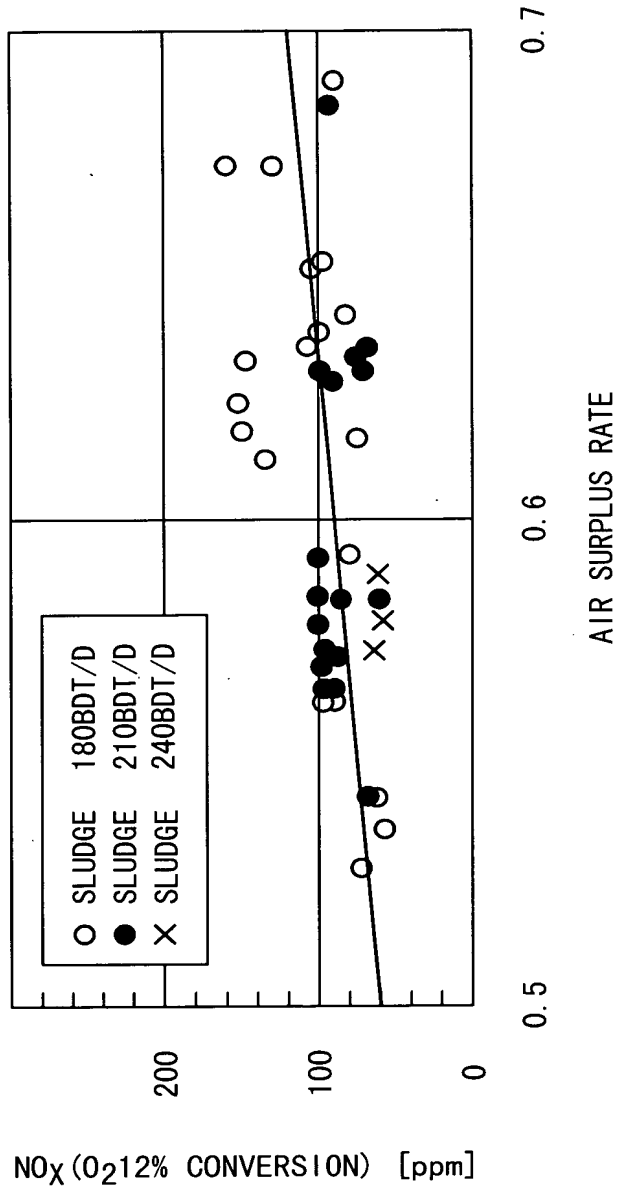 NOX(O212% CONVERSION) [ppm]
200
100
0
SLUDGE 180BDT/D
SLUDGE 210BDT/D
SLUDGE 240BDT/D
0.5
0.6
0.7
AIR SURPLUS RATE